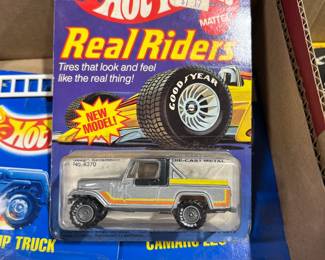 Hot
MATTEL
Real Riders
Tires that look and feel
like the real thing!
GOODYEAR
NEW
MODEL!
Hot
No. 4370
DIE-CAST METAL
UP TRUCK
CAMARO Z28